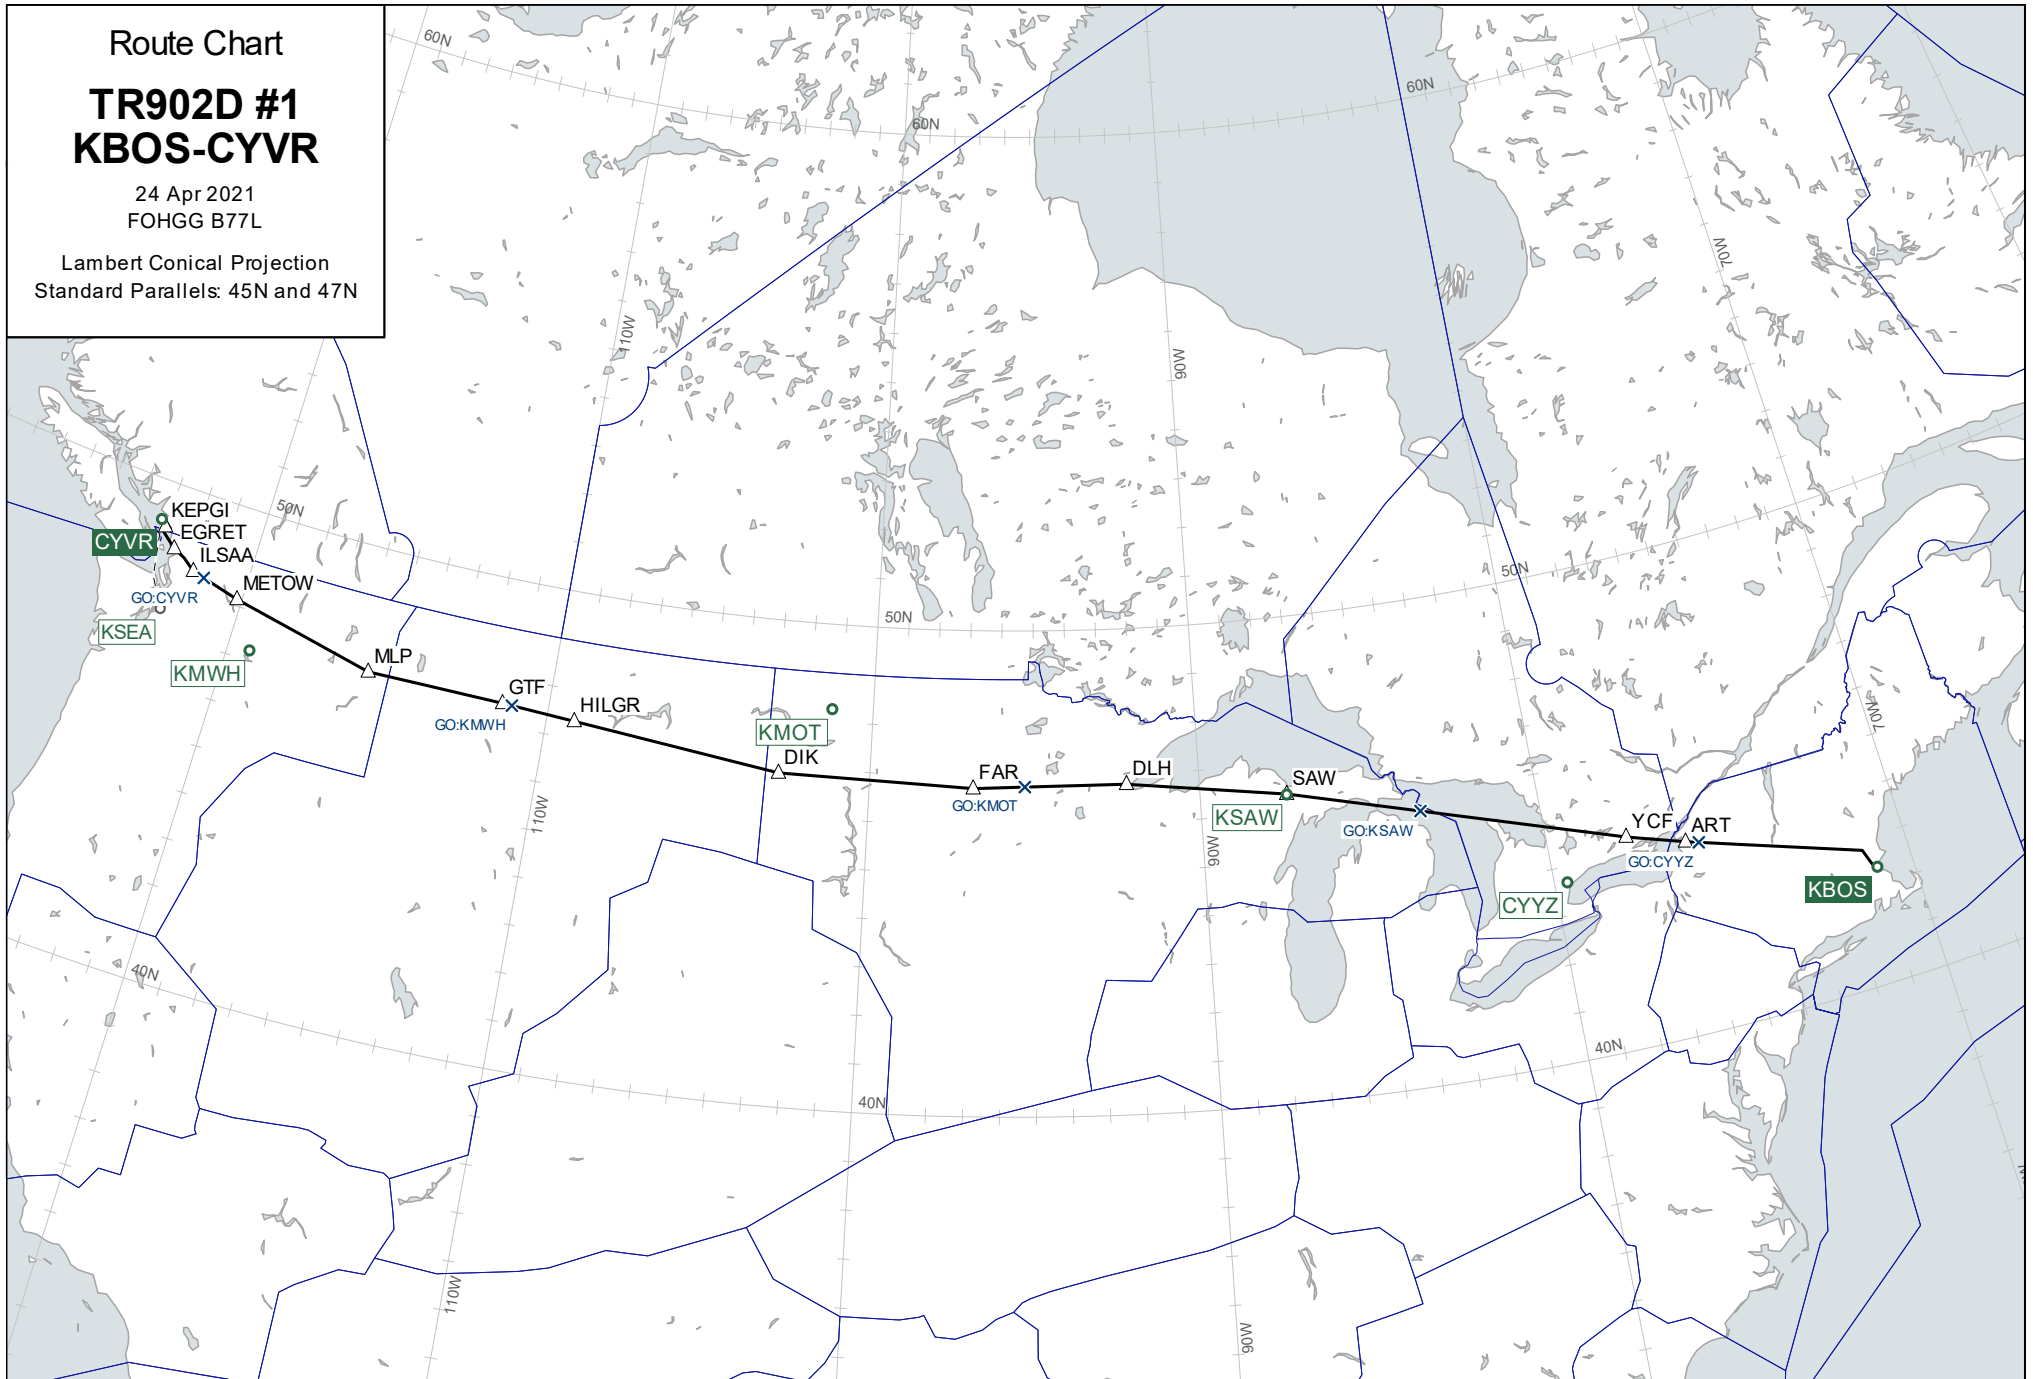 Route Chart
TR902D #1
KBOS-CYVR
24 Apr 2021
FOHGG B77L
Lambert Conical Projection
Standard Parallels: 45N and 47N
60N
60N
60N
70W
110W
90W
50N
KEPGI
CYVR
EGRET
ILSAA
METOW
GO:CYVR
KSEA
KMWH
50N
50N
MLP
GTF
GO:KMWH
HILGR
KMOT
DIK
FAR
GO:KMOT
DLH
SAW
KSAW
GO:KSAW
YCF
ART
GO:CYYZ
70W
KBOS
CYYZ
110W
90W
40N
40N
40N
110W
90W